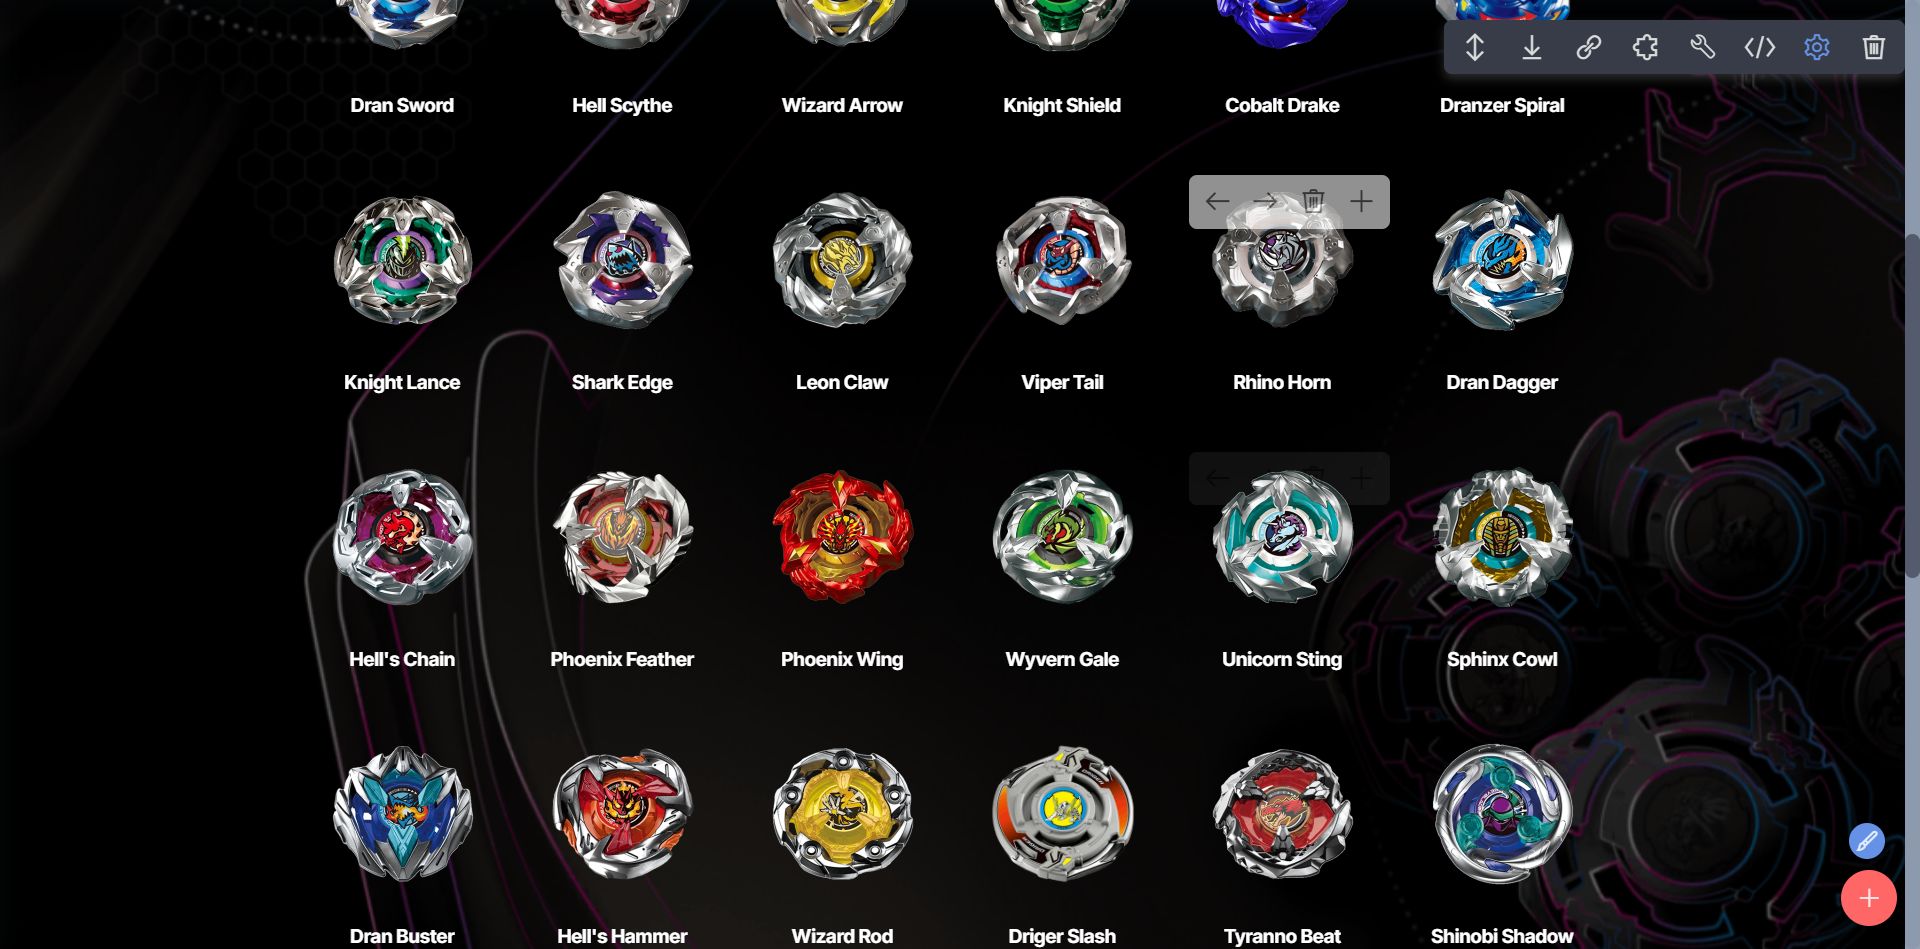 Dran Sword
Hell Scythe
Wizard Arrow
Knight Shield
Cobalt Drake
Dranzer Spiral
Knight Lance
Shark Edge
Leon Claw
Viper Tail
Rhino Horn
Dran Dagger
Hell's Chain
Phoenix Feather
Phoenix Wing
Wyvern Gale
Unicorn Sting
Sphinx Cowl
Dran Buster
Hell's Hammer
Wizard Rod
Driger Slash
Tyranno Beat
Shinobi Shadow